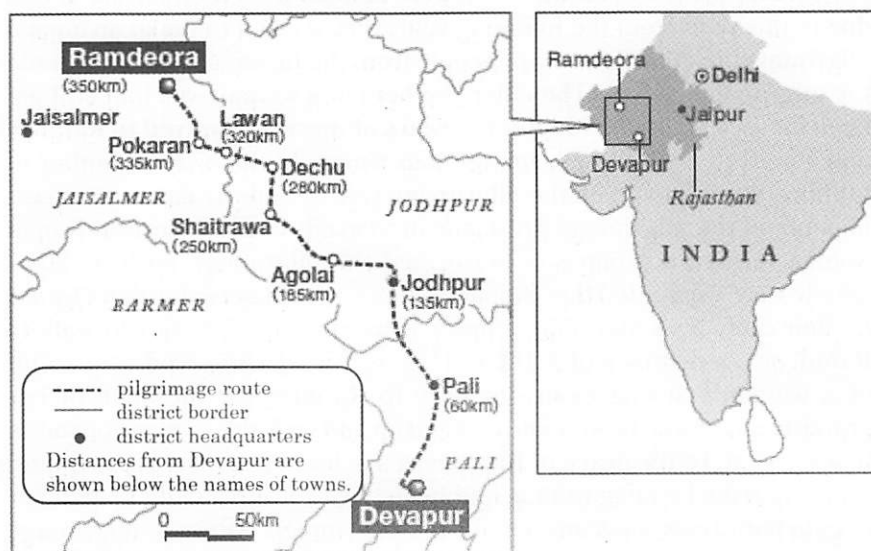 Ramdeora
(350km)
Jaisalmer
Lawan
(320km)
Pokaran
(335km)
Dechu
(280km)
JAISALMER
JODHPUR
Shaitrawa
(250km)
Agolai
(185km)
Jodhpur
(135km)
BARMER
pilgrimage route
district border
district headquarters
Distances from Devapur are
shown below the names of towns.
Pali
(60km)
PALI
Devapur
0 50km
Ramdeora
Delhi
Jaipur
Devapur
Rajasthan
INDIA